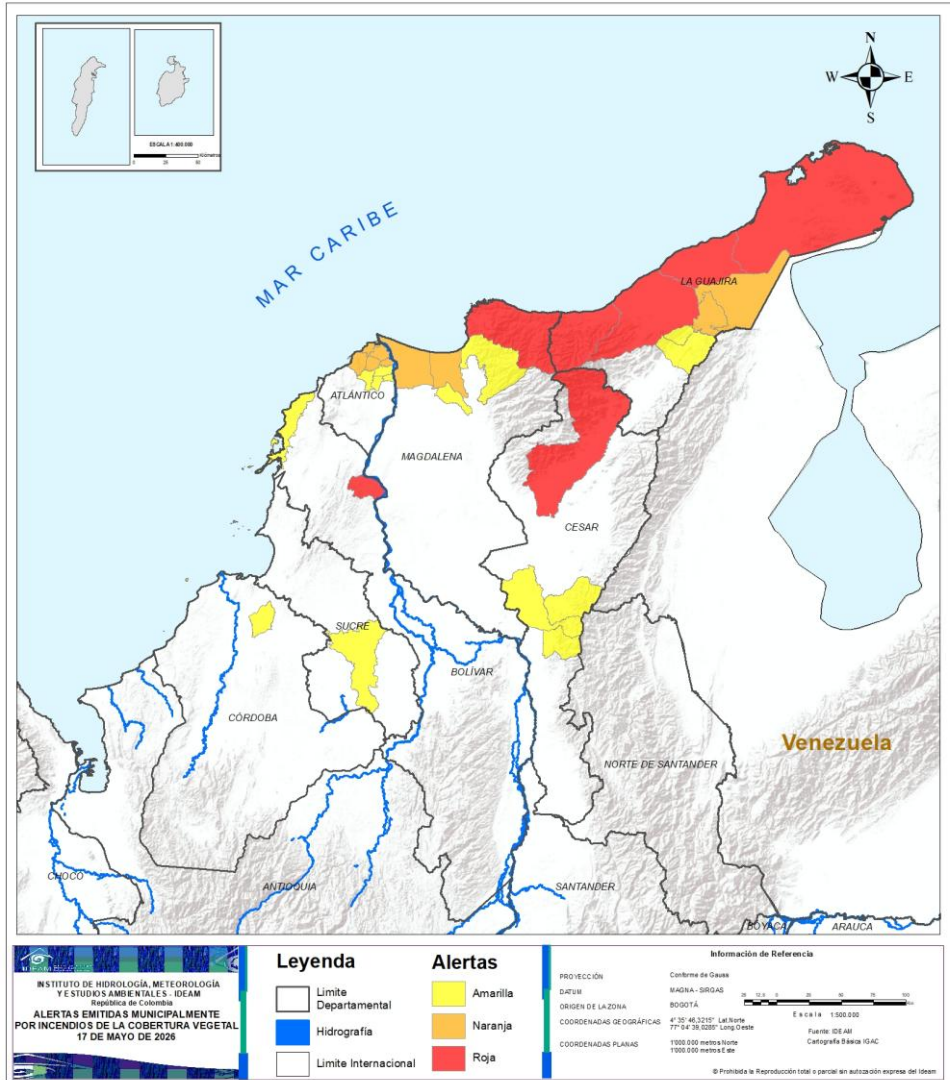 ESCALA 1:400.000
Kilómetros
N
W
E
S
MAR CARIBE
LA GUAJIRA
ATLÁNTICO
MAGDALENA
CESAR
SUCRE
BOLÍVAR
CÓRDOBA
Venezuela
NORTE DE SANTANDER
CHOCÓ
ANTIOQUIA
SANTANDER
BOYACÁ
ARAUCA
IDEAM
INSTITUTO DE HIDROLOGÍA, METEOROLOGÍA
Y ESTUDIOS AMBIENTALES - IDEAM
República de Colombia
ALERTAS EMITIDAS MUNICIPALMENTE
POR INCENDIOS DE LA COBERTURA VEGETAL
17 DE MAYO DE 2026
Leyenda
Limite
Departamental
Hidrografía
Limite Internacional
Alertas
Amarilla
Naranja
Roja
Información de Referencia
PROYECCIÓN Conforme de Gauss
DATUM MAGNA - SIRGAS
ORIGEN DE LA ZONA BOGOTÁ
COORDENADAS GEOGRÁFICAS 4° 35' 46,3215" Lat.Norte
77° 04' 39,0285" Long.Oeste
COORDENADAS PLANAS 1'000.000 metros Norte
1'000.000 metros Este
Escala 1:500.000
Fuente: IDEAM
Cartografía Básica IGAC
© Prohibida la Reproducción total o parcial sin autorización expresa del Ideam